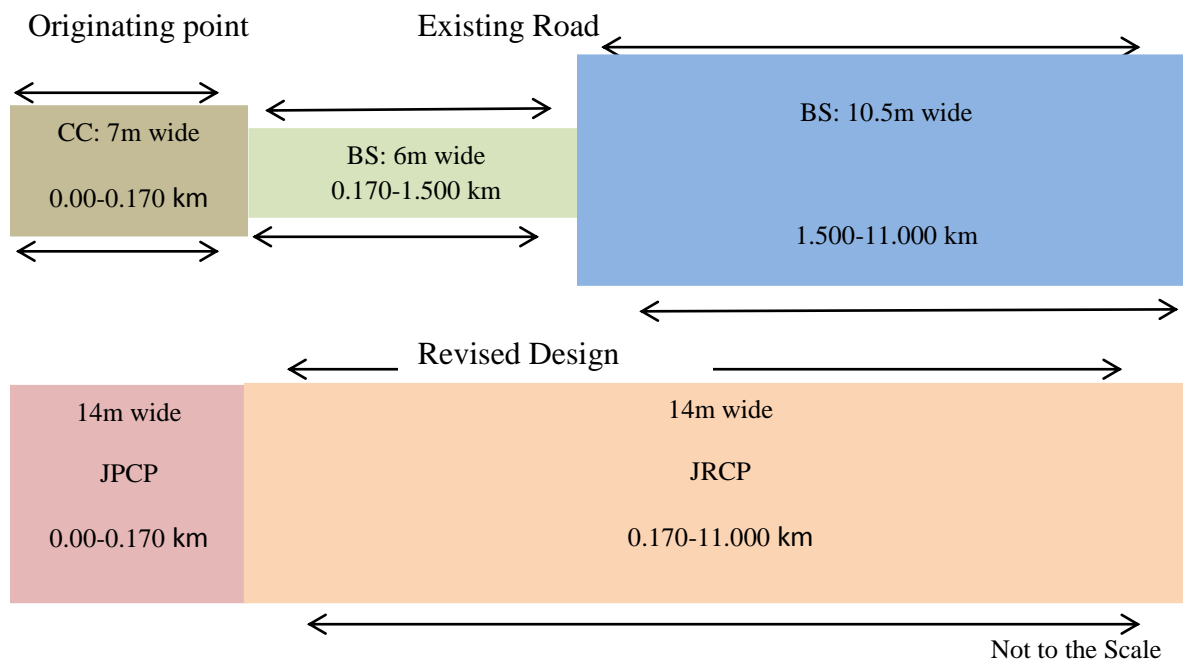 Originating point
Existing Road
CC: 7m wide
0.00-0.170 km
BS: 6m wide
0.170-1.500 km
BS: 10.5m wide
1.500-11.000 km
Revised Design
14m wide
JPCP
0.00-0.170 km
14m wide
JRCP
0.170-11.000 km
Not to the Scale